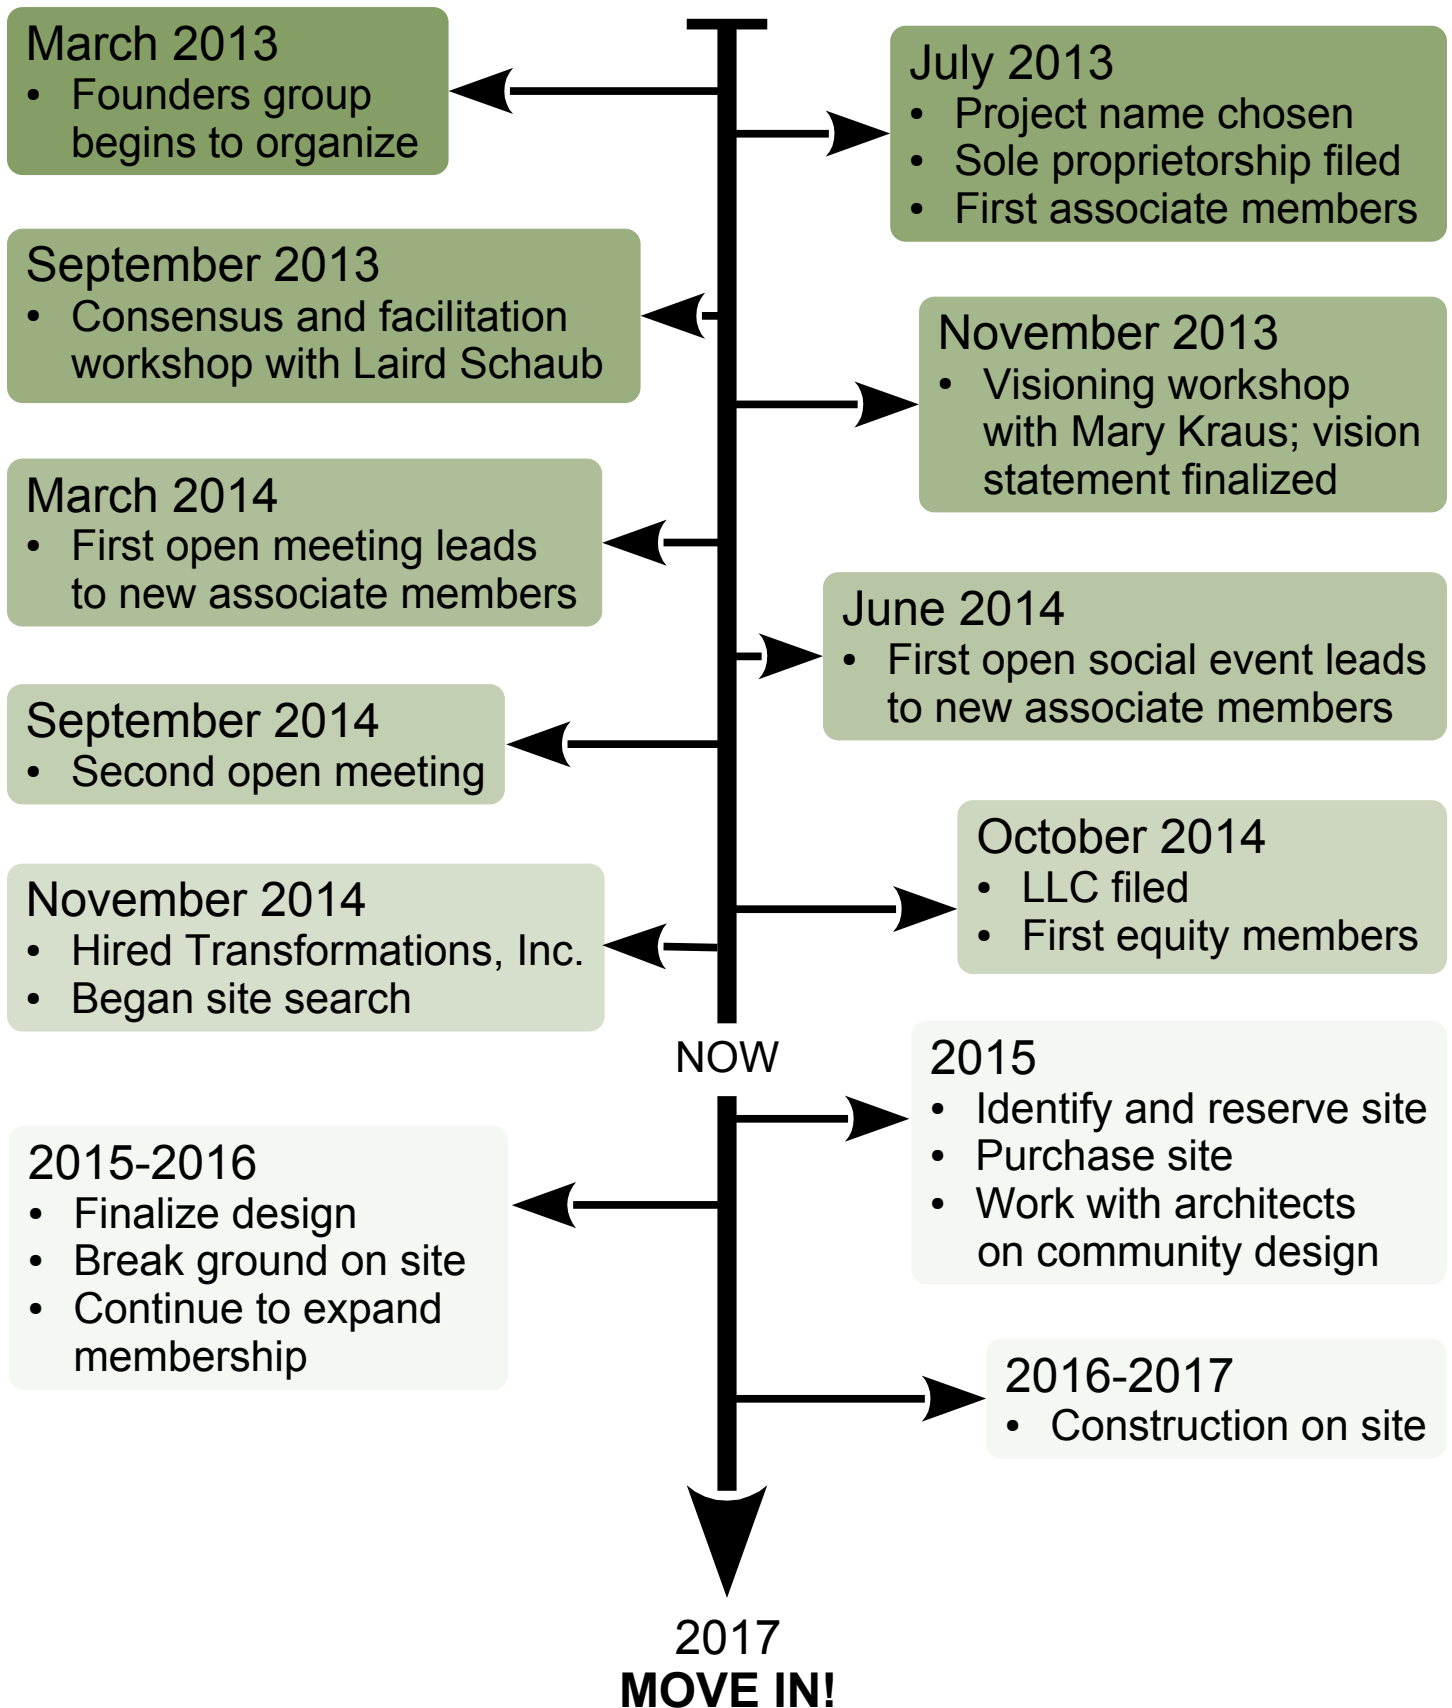 March 2013
• Founders group
begins to organize
July 2013
• Project name chosen
• Sole proprietorship filed
• First associate members
September 2013
• Consensus and facilitation
workshop with Laird Schaub
November 2013
• Visioning workshop
with Mary Kraus; vision
statement finalized
March 2014
• First open meeting leads
to new associate members
June 2014
• First open social event leads
to new associate members
September 2014
• Second open meeting
October 2014
• LLC filed
• First equity members
November 2014
• Hired Transformations, Inc.
• Began site search
NOW
2015
• Identify and reserve site
• Purchase site
• Work with architects
on community design
2015-2016
• Finalize design
• Break ground on site
• Continue to expand
membership
2016-2017
• Construction on site
2017
MOVE IN!